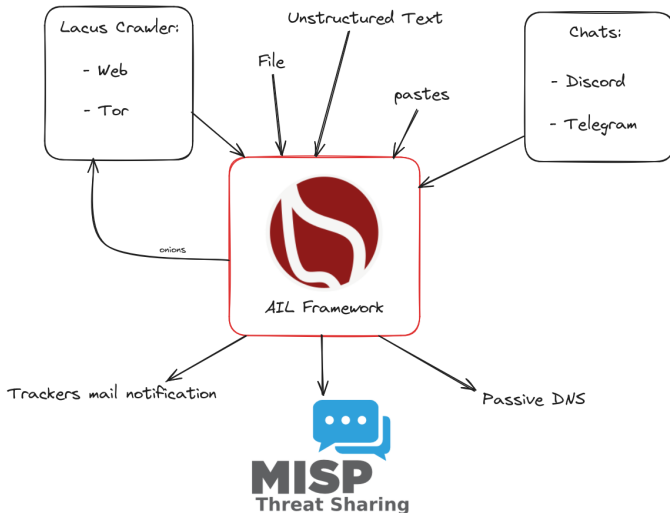 Lacus Crawler:
- Web
- Tor
Unstructured Text
File
pastes
Chats:
- Discord
- Telegram
onions
AIL Framework
Trackers mail notification
Passive DNS
MISP
Threat Sharing